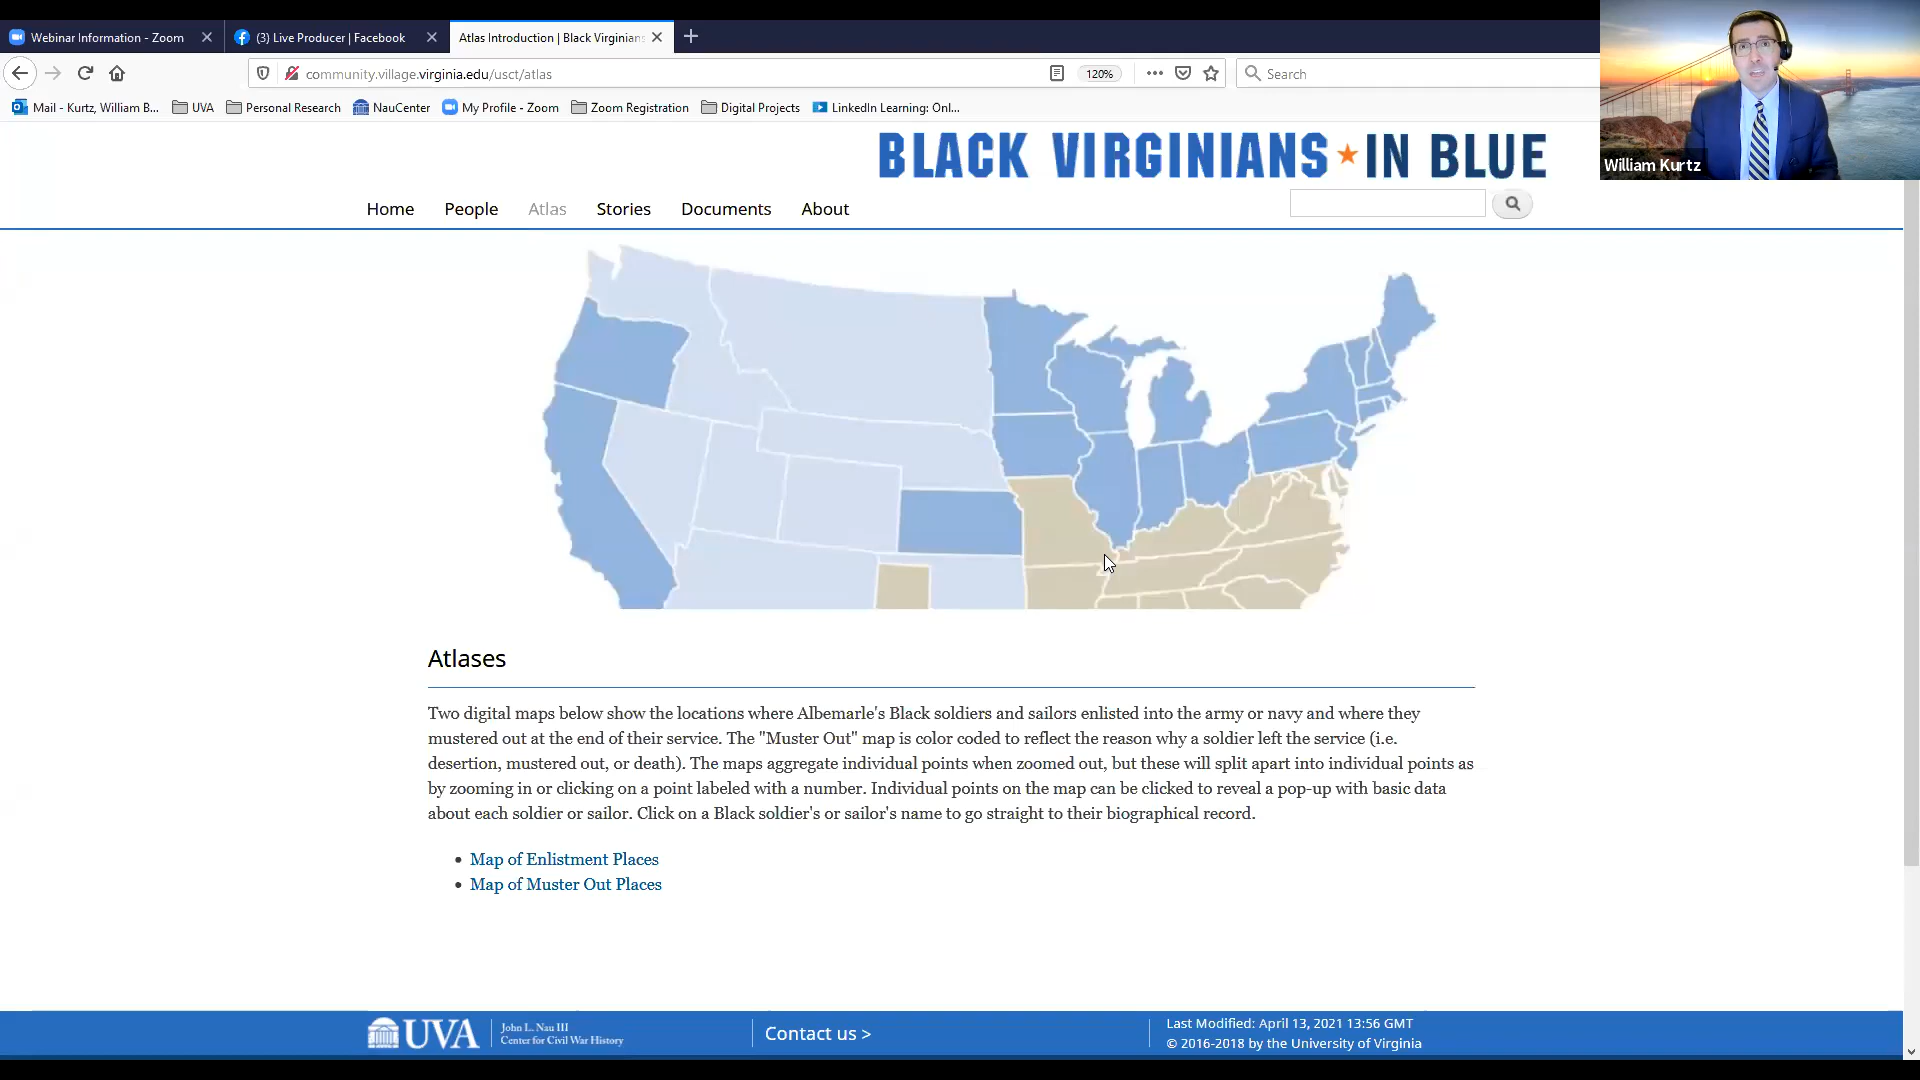 Webinar Information - Zoom
(3) Live Producer | Facebook
Atlas Introduction | Black Virginians
community.village.virginia.edu/usct/atlas
120%
Search
Mail - Kurtz, William B...
UVA
Personal Research
NauCenter
My Profile - Zoom
Zoom Registration
Digital Projects
LinkedIn Learning: Onl...
William Kurtz
BLACK VIRGINIANS IN BLUE
Home
People
Atlas
Stories
Documents
About
Atlases
Two digital maps below show the locations where Albemarle's Black soldiers and sailors enlisted into the army or navy and where they
mustered out at the end of their service. The "Muster Out" map is color coded to reflect the reason why a soldier left the service (i.e.
desertion, mustered out, or death). The maps aggregate individual points when zoomed out, but these will split apart into individual points as
by zooming in or clicking on a point labeled with a number. Individual points on the map can be clicked to reveal a pop-up with basic data
about each soldier or sailor. Click on a Black soldier's or sailor's name to go straight to their biographical record.
• Map of Enlistment Places
• Map of Muster Out Places
UVA
John L. Nau III
Center for Civil War History
Contact us >
Last Modified: April 13, 2021 13:56 GMT
© 2016-2018 by the University of Virginia